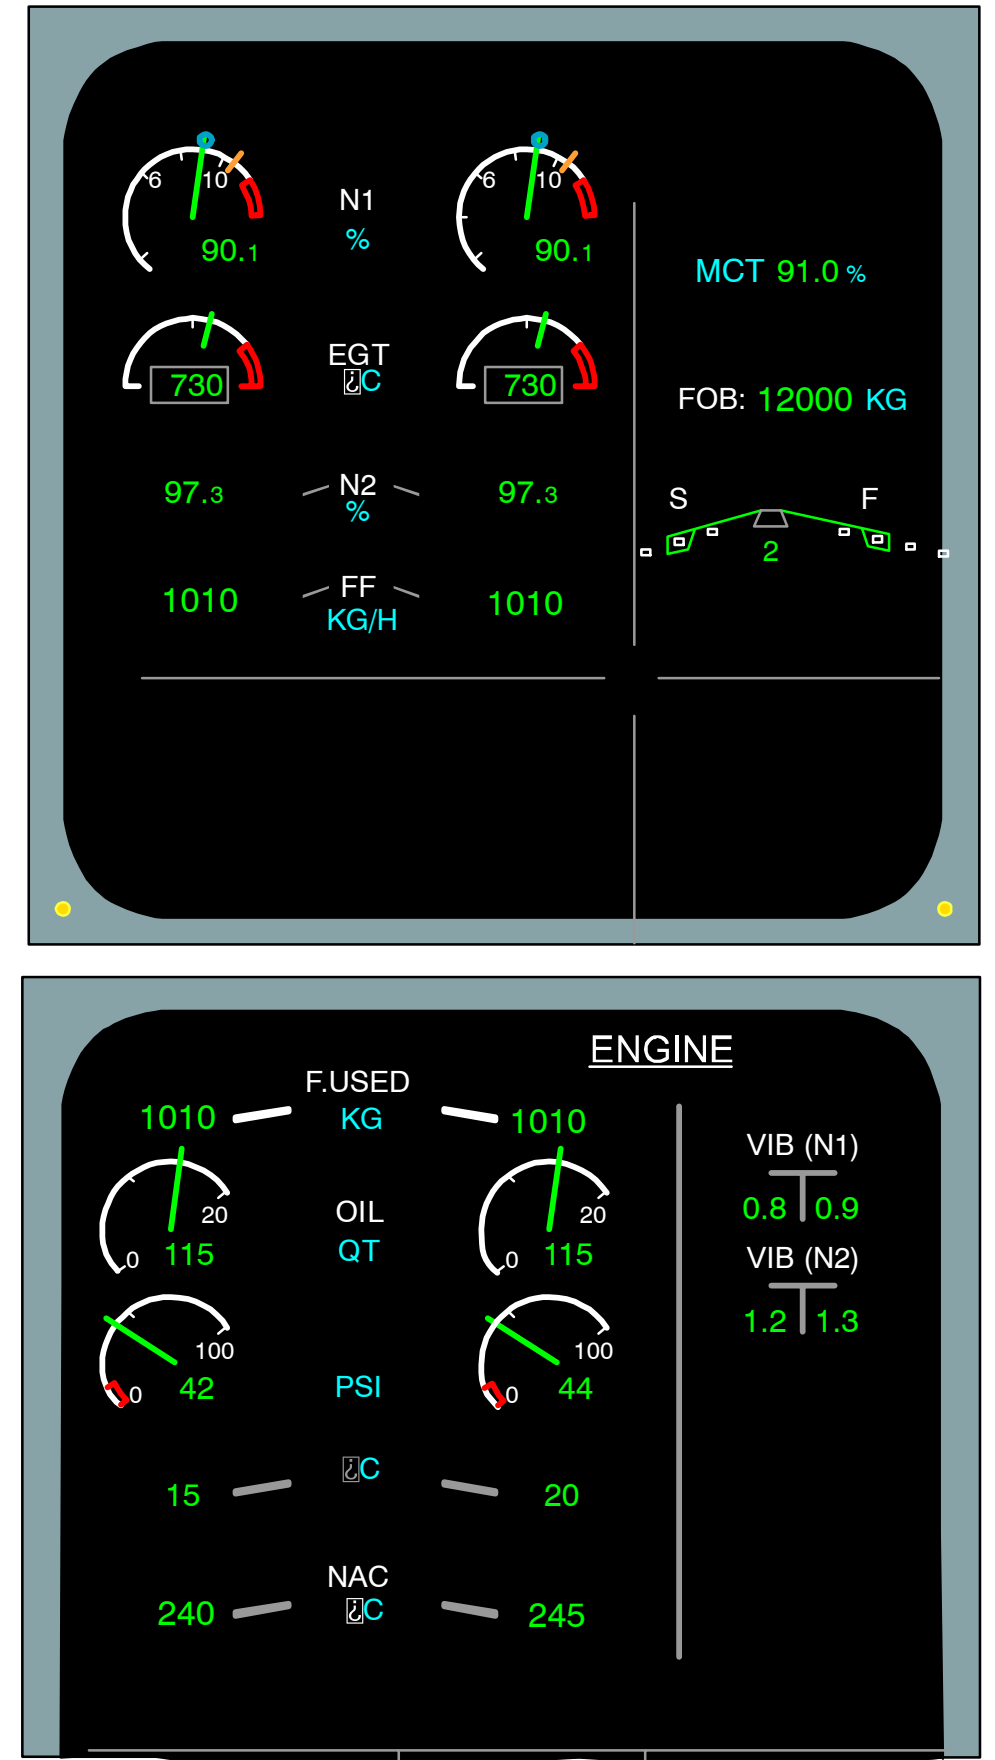 6 10 N1 6 10
90.1 % 90.1
MCT 91.0 %
EGT
730 ⍰C 730
FOB: 12000 KG
97.3 N2 97.3
%
S F
2
1010 FF 1010
KG/H
ENGINE
F.USED
1010 KG 1010
VIB (N1)
0.8 0.9
20 OIL 20
0 115 QT 0 115
VIB (N2)
1.2 1.3
100 100
0 42 PSI 0 44
⍰C
15 20
NAC
240 ⍰C 245